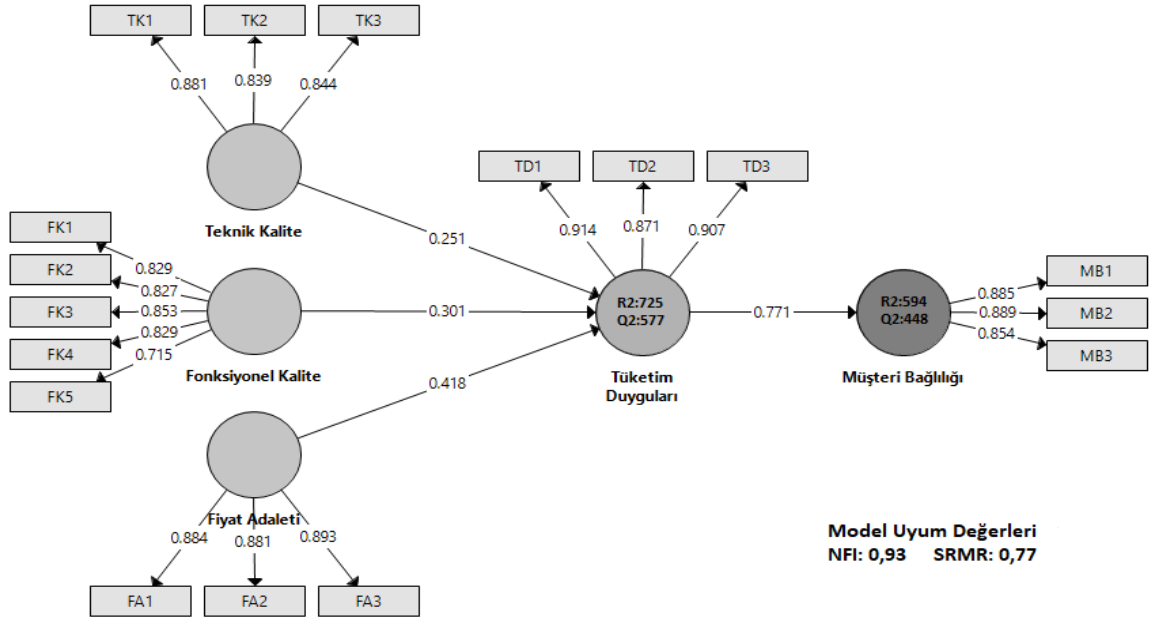 TK1 TK2 TK3
0.881 0.839 0.844
Teknik Kalite
TD1 TD2 TD3
0.914 0.871 0.907
FK1
FK2
FK3
FK4
FK5
0.829
0.827
0.853
0.829
0.715
Fonksiyonel Kalite
0.251
0.301
0.418
R2:725
Q2:577
Tüketim
Duyguları
0.771
R2:594
Q2:448
Müşteri Bağlılığı
0.885
0.889
0.854
MB1
MB2
MB3
Fiyat Adaleti
0.884 0.881 0.893
FA1 FA2 FA3
Model Uyum Değerleri
NFI: 0,93 SRMR: 0,77